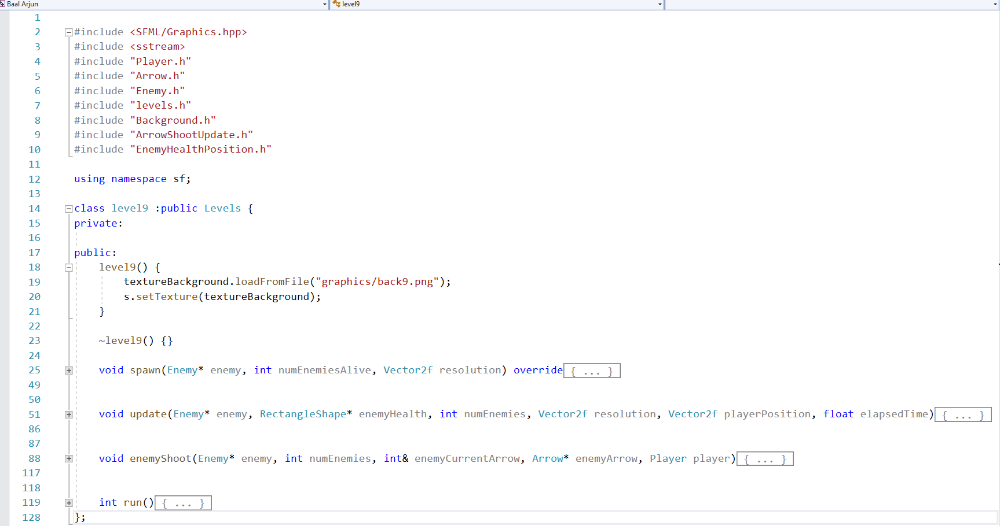 Baal Arjun level9
1
2 #include <SFML/Graphics.hpp>
3 #include <sstream>
4 #include "Player.h"
5 #include "Arrow.h"
6 #include "Enemy.h"
7 #include "levels.h"
8 #include "Background.h"
9 #include "ArrowShootUpdate.h"
10 #include "EnemyHealthPosition.h"
11
12 using namespace sf;
13
14 class level9 :public Levels {
15 private:
16
17 public:
18     level9() {
19         textureBackground.loadFromFile("graphics/back9.png");
20         s.setTexture(textureBackground);
21     }
22
23     ~level9() {}
24
25     void spawn(Enemy* enemy, int numEnemiesAlive, Vector2f resolution) override{ ... }
49
50
51     void update(Enemy* enemy, RectangleShape* enemyHealth, int numEnemies, Vector2f resolution, Vector2f playerPosition, float elapsedTime){ ... }
86
87
88     void enemyShoot(Enemy* enemy, int numEnemies, int& enemyCurrentArrow, Arrow* enemyArrow, Player player){ ... }
117
118
119     int run(){ ... }
128 };